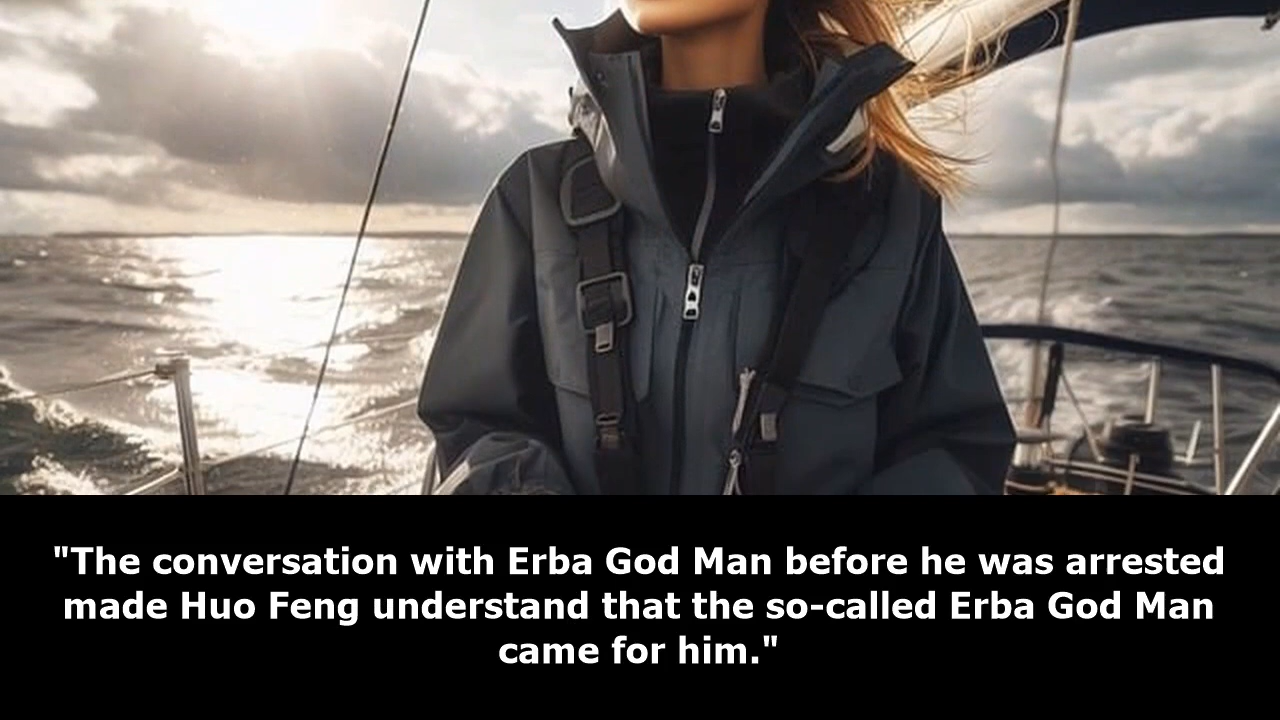 "The conversation with Erba God Man before he was arrested
made Huo Feng understand that the so-called Erba God Man
came for him."